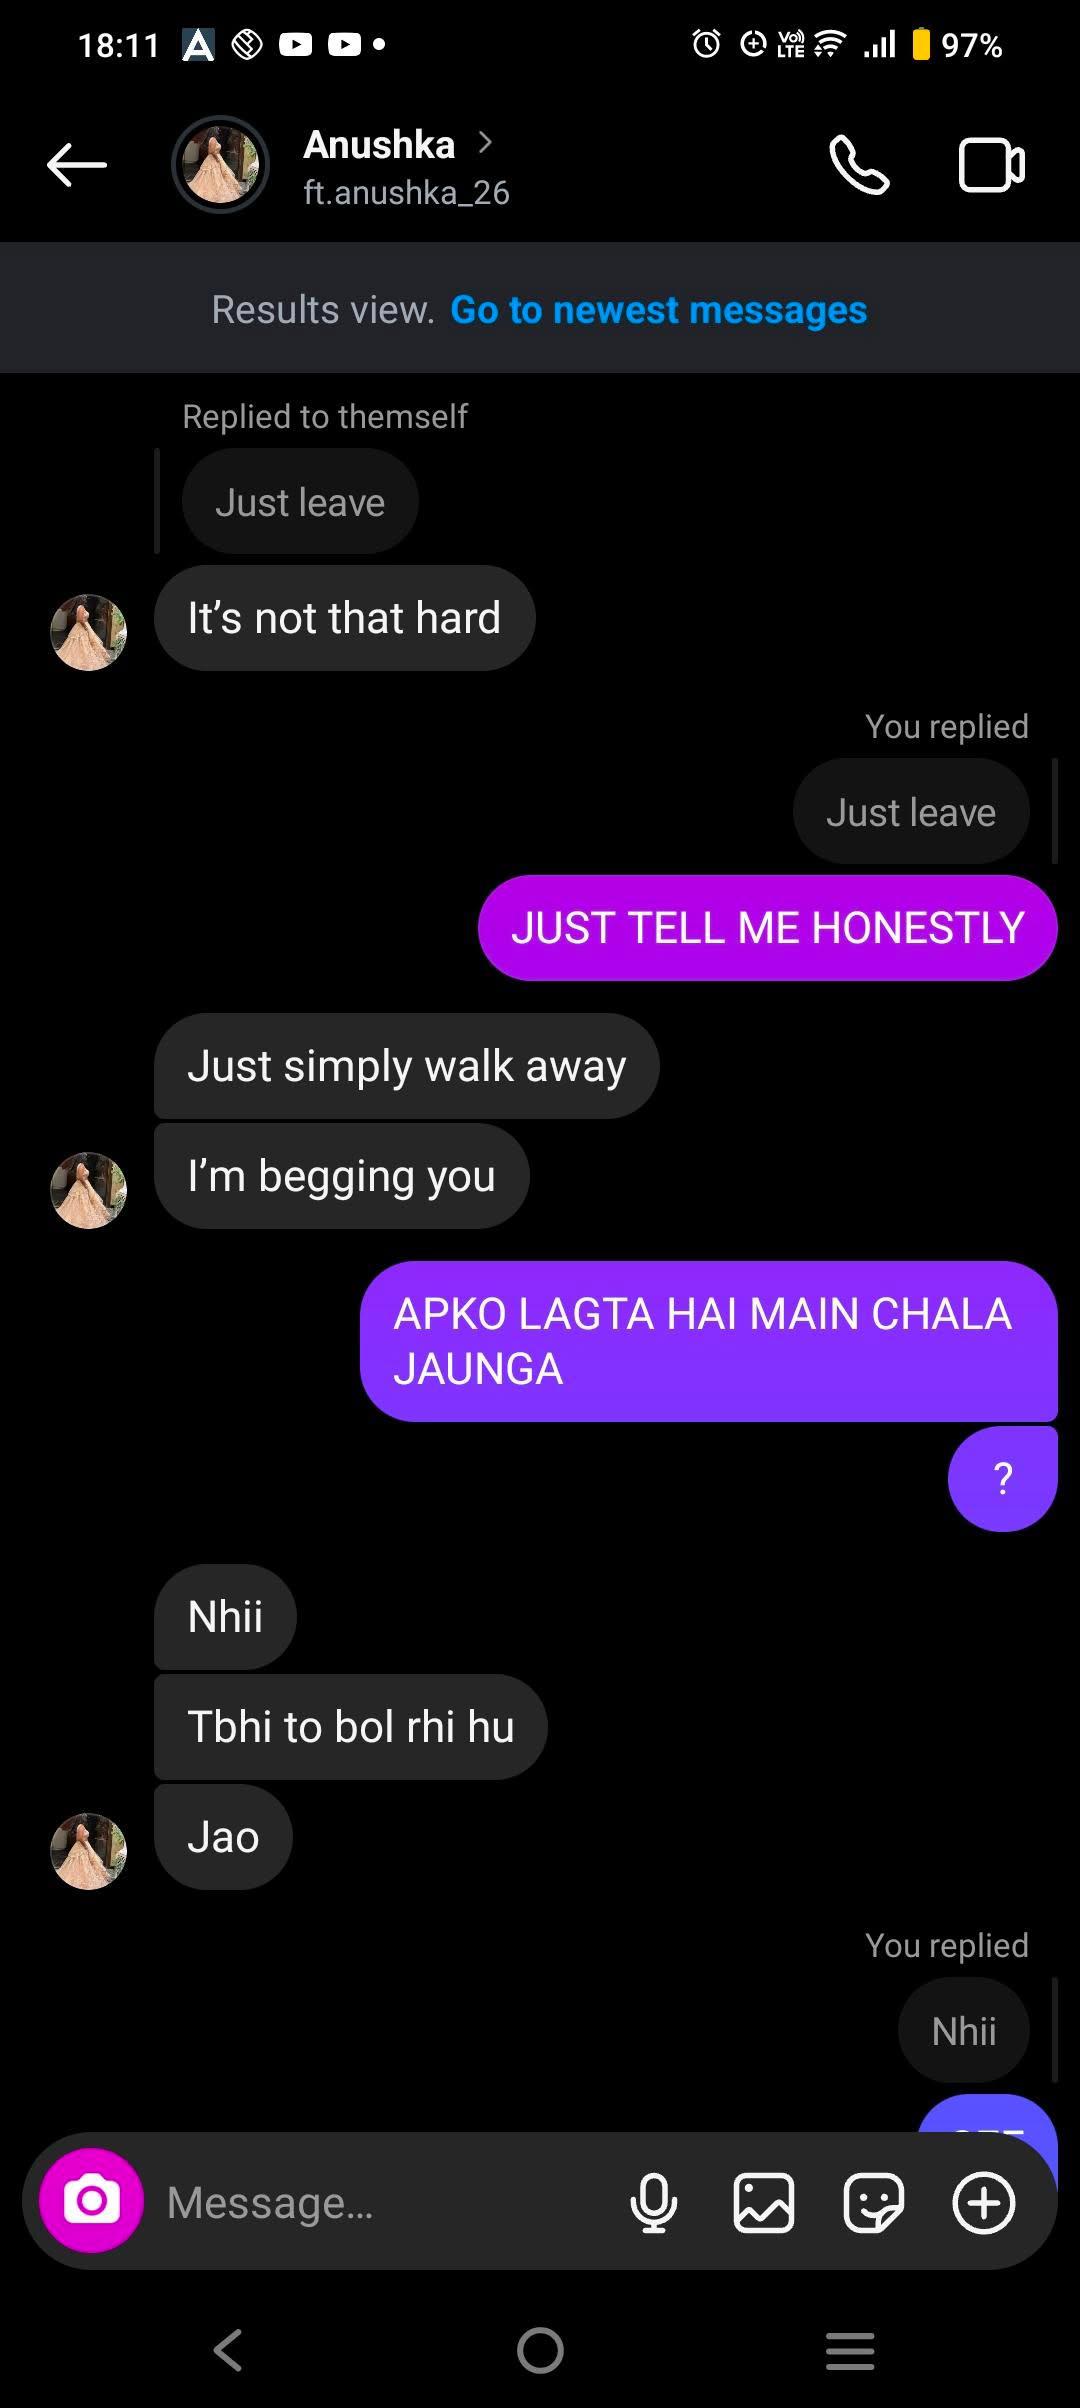 18:11
VoLTE
97%
Anushka
ft.anushka_26
Results view. Go to newest messages
Replied to themself
Just leave
It’s not that hard
You replied
Just leave
JUST TELL ME HONESTLY
Just simply walk away
I’m begging you
APKO LAGTA HAI MAIN CHALA
JAUNGA
?
Nhii
Tbhi to bol rhi hu
Jao
You replied
Nhii
Message...